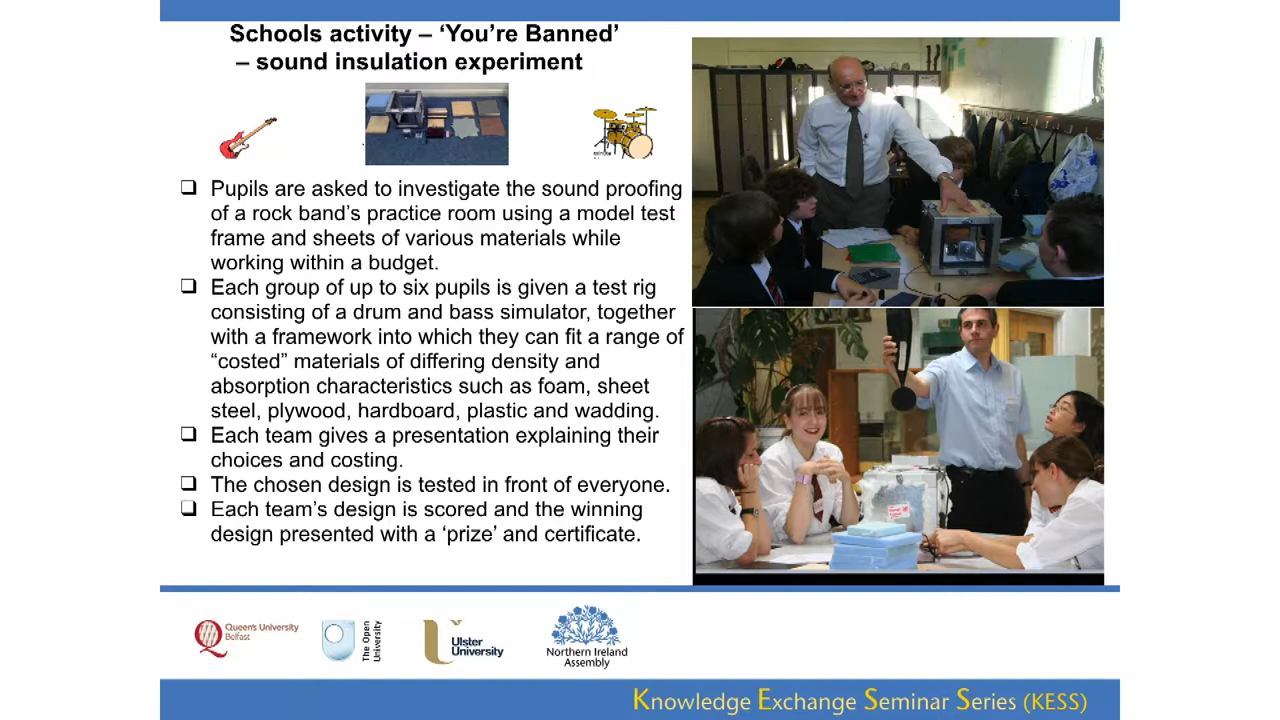 Schools activity – ‘You’re Banned’
– sound insulation experiment
❑ Pupils are asked to investigate the sound proofing
of a rock band’s practice room using a model test
frame and sheets of various materials while
working within a budget.
❑ Each group of up to six pupils is given a test rig
consisting of a drum and bass simulator, together
with a framework into which they can fit a range of
“costed” materials of differing density and
absorption characteristics such as foam, sheet
steel, plywood, hardboard, plastic and wadding.
❑ Each team gives a presentation explaining their
choices and costing.
❑ The chosen design is tested in front of everyone.
❑ Each team’s design is scored and the winning
design presented with a ‘prize’ and certificate.
Queen's University
Belfast
The Open
University
Ulster
University
Northern Ireland
Assembly
Knowledge Exchange Seminar Series (KESS)